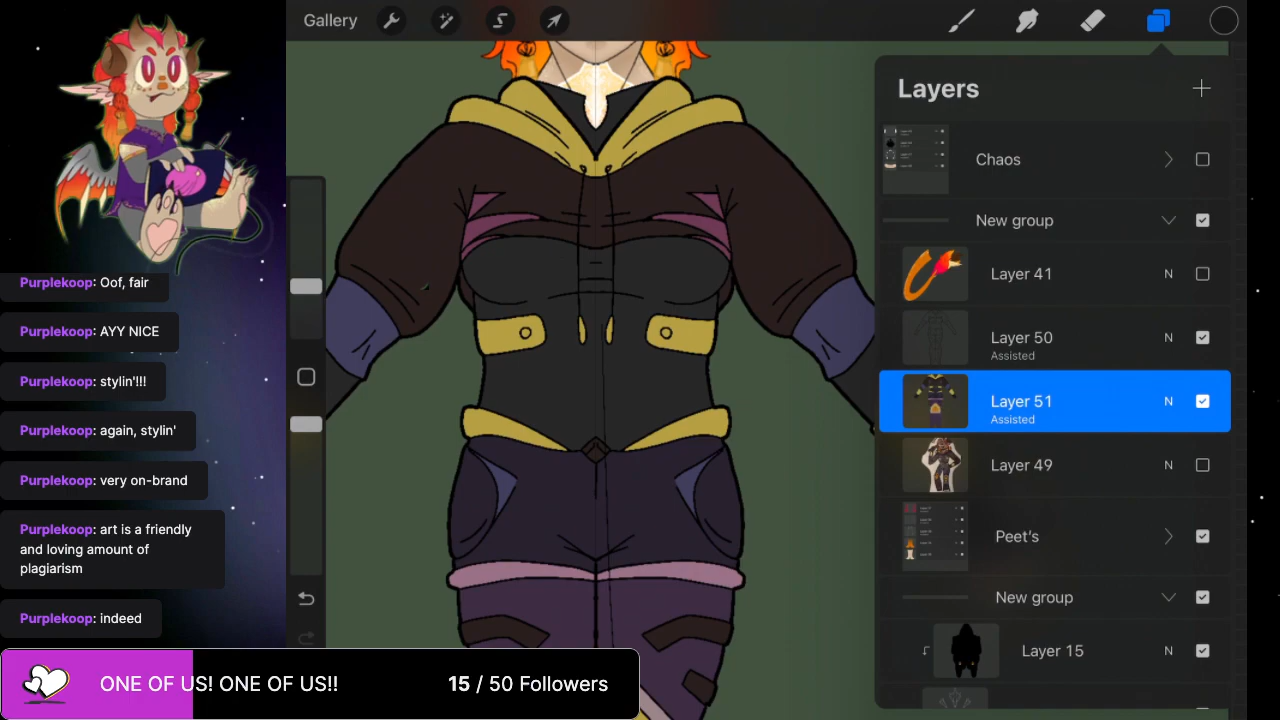 Gallery
Layers
Chaos
New group
Layer 41 N
Layer 50 N
Assisted
Layer 51 N
Assisted
Layer 49 N
Peet's
New group
Layer 15 N
Purplekoop: Oof, fair
Purplekoop: AYY NICE
Purplekoop: stylin'!!!
Purplekoop: again, stylin'
Purplekoop: very on-brand
Purplekoop: art is a friendly
and loving amount of
plagiarism
Purplekoop: indeed
ONE OF US! ONE OF US!! 15 / 50 Followers